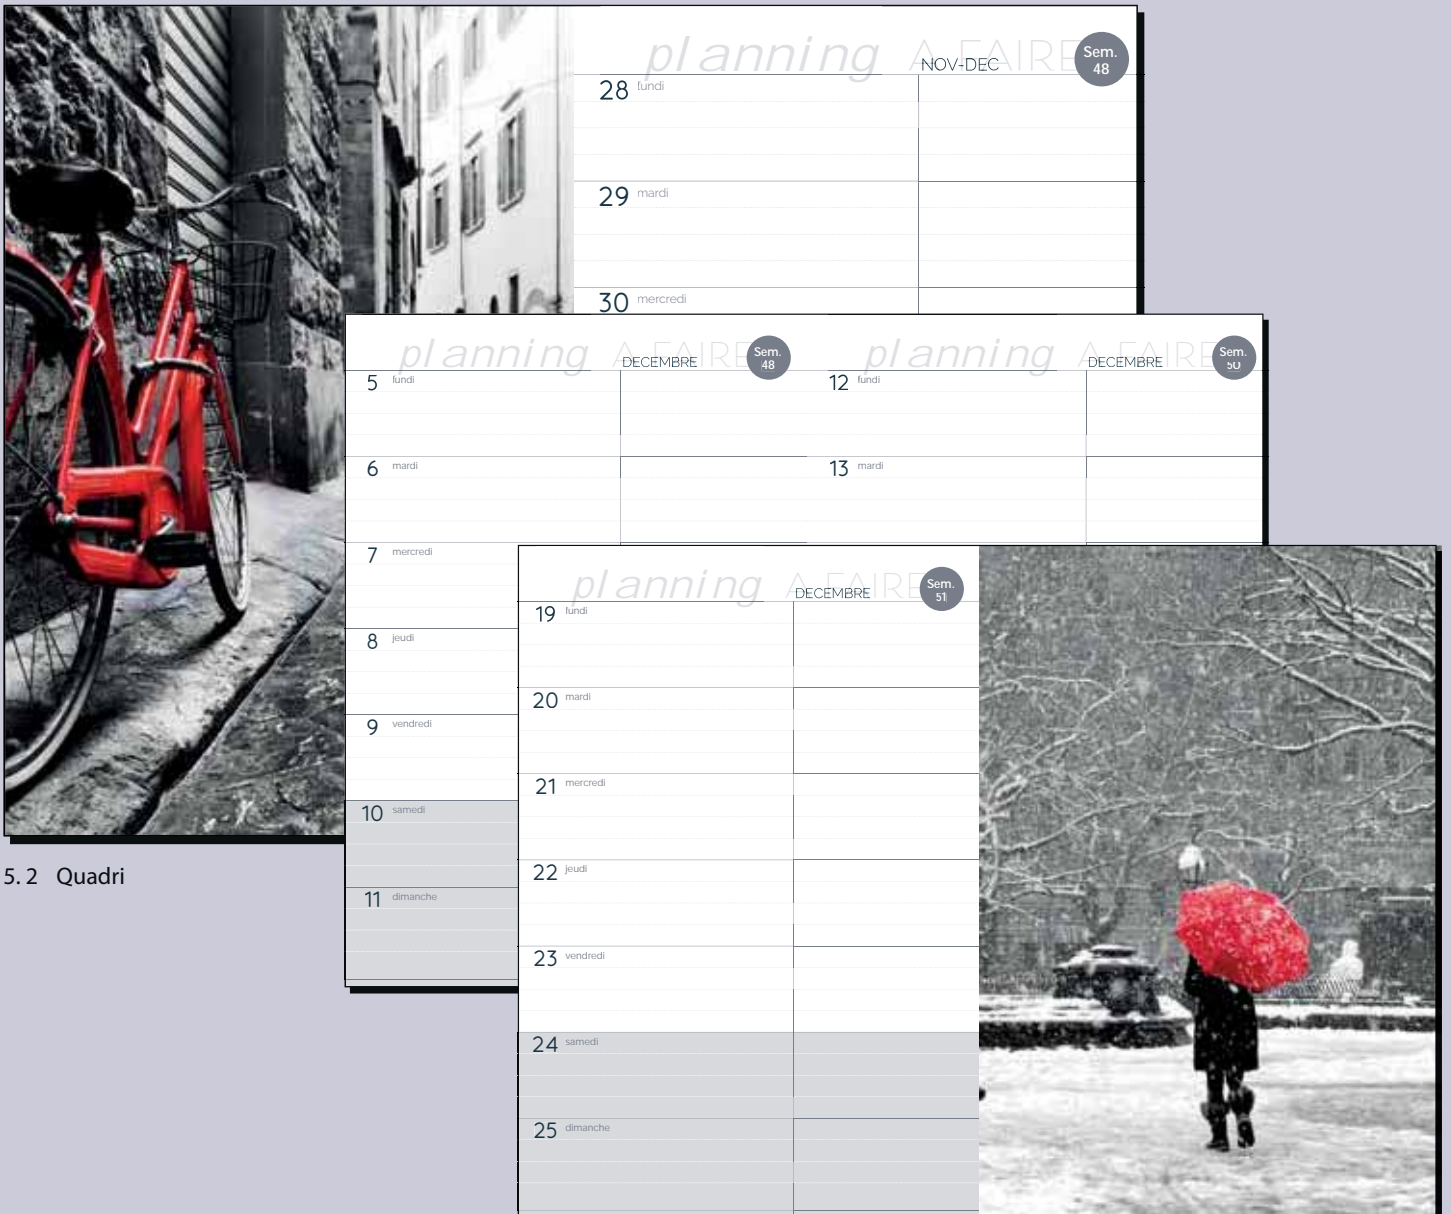 planning A FAIRE
NOV-DEC
Sem.
48
28 lundi
29 mardi
30 mercredi
planning A FAIRE
DECEMBRE
Sem.
48
5 lundi
6 mardi
7 mercredi
8 jeudi
9 vendredi
10 samedi
11 dimanche
planning A FAIRE
DECEMBRE
Sem.
50
12 lundi
13 mardi
planning A FAIRE
DECEMBRE
Sem.
51
19 lundi
20 mardi
21 mercredi
22 jeudi
23 vendredi
24 samedi
25 dimanche
5. 2 Quadri